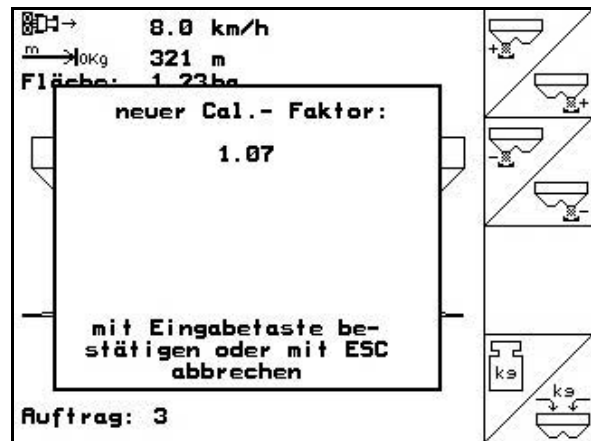 8.0 km/h
m 0Kg 321 m
Fläche: 1.23ha
neuer Cal.- Faktor:
1.07
mit Eingabetaste be-
stätigen oder mit ESC
abbrechen
Auftrag: 3
+
+
-
-
kg
kg